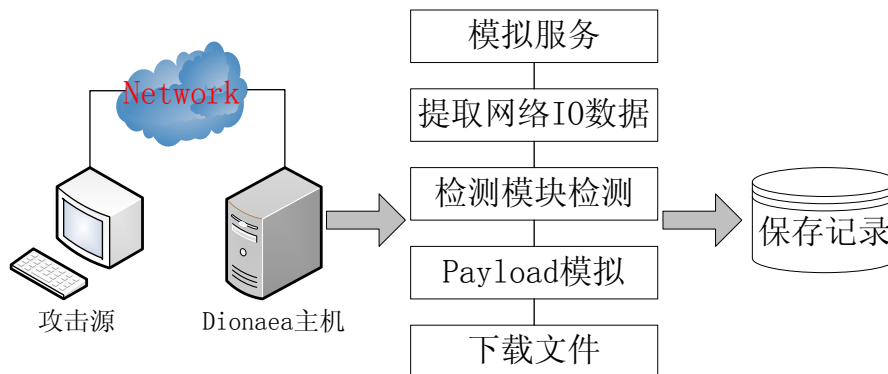 Network
攻击源
Dionaea主机
模拟服务
提取网络IO数据
检测模块检测
Payload模拟
下载文件
保存记录